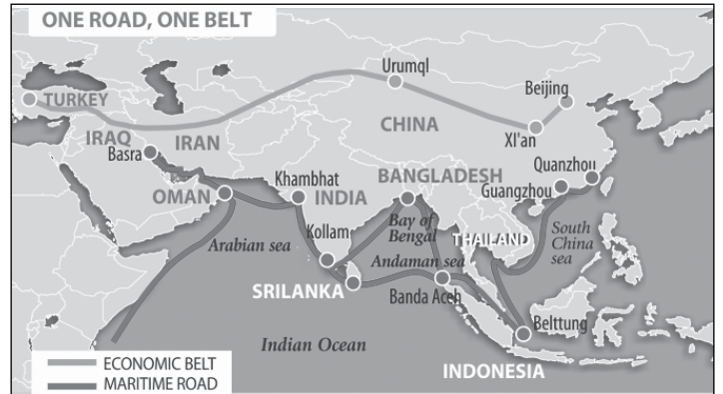 ONE ROAD, ONE BELT
Urumql
Beijing
TURKEY
CHINA
XI'an
IRAQ
IRAN
Basra
Quanzhou
Khambhat
BANGLADESH
Guangzhou
OMAN
INDIA
Kollam
Bay of
Bengal
THAILAND
South
China
sea
Arabian sea
Andaman sea
SRILANKA
Banda Aceh
Belttung
Indian Ocean
INDONESIA
ECONOMIC BELT
MARITIME ROAD